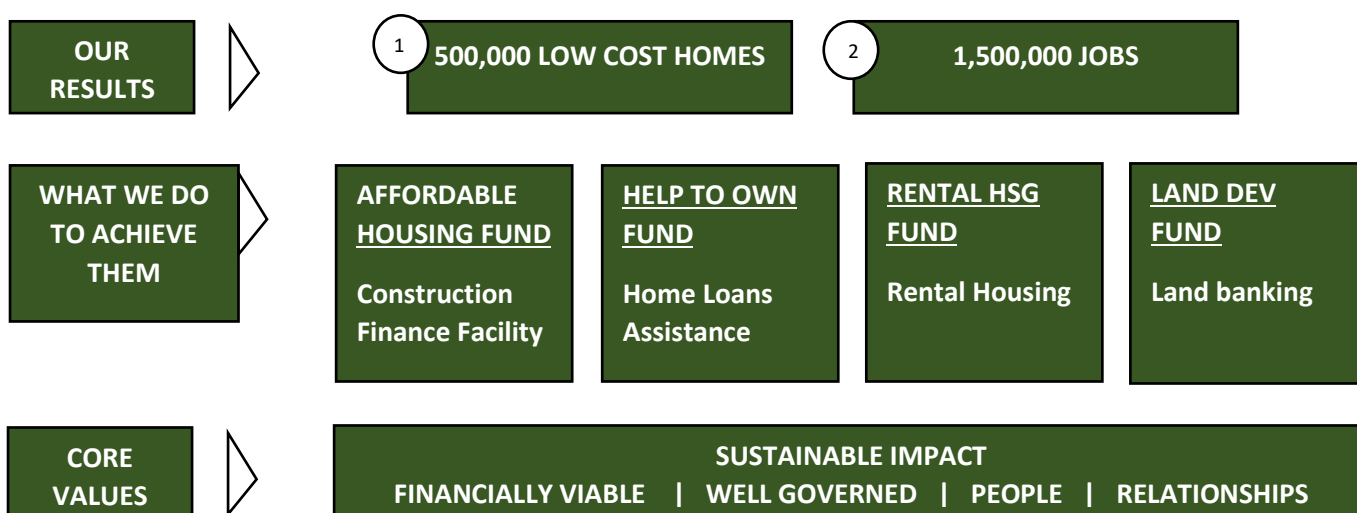 OUR
RESULTS
1
500,000 LOW COST HOMES
2
1,500,000 JOBS
WHAT WE DO
TO ACHIEVE
THEM
AFFORDABLE
HOUSING FUND
Construction
Finance Facility
HELP TO OWN
FUND
Home Loans
Assistance
RENTAL HSG
FUND
Rental Housing
LAND DEV
FUND
Land banking
CORE
VALUES
SUSTAINABLE IMPACT
FINANCIALLY VIABLE | WELL GOVERNED | PEOPLE | RELATIONSHIPS